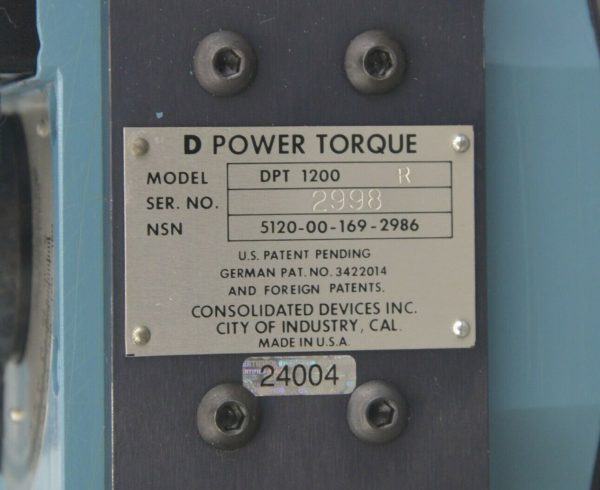 D POWER TORQUE
MODEL DPT 1200 R
SER. NO. 2998
NSN 5120-00-169-2986
U.S. PATENT PENDING
GERMAN PAT. NO. 3422014
AND FOREIGN PATENTS.
CONSOLIDATED DEVICES INC.
CITY OF INDUSTRY, CAL.
MADE IN U.S.A.
24004